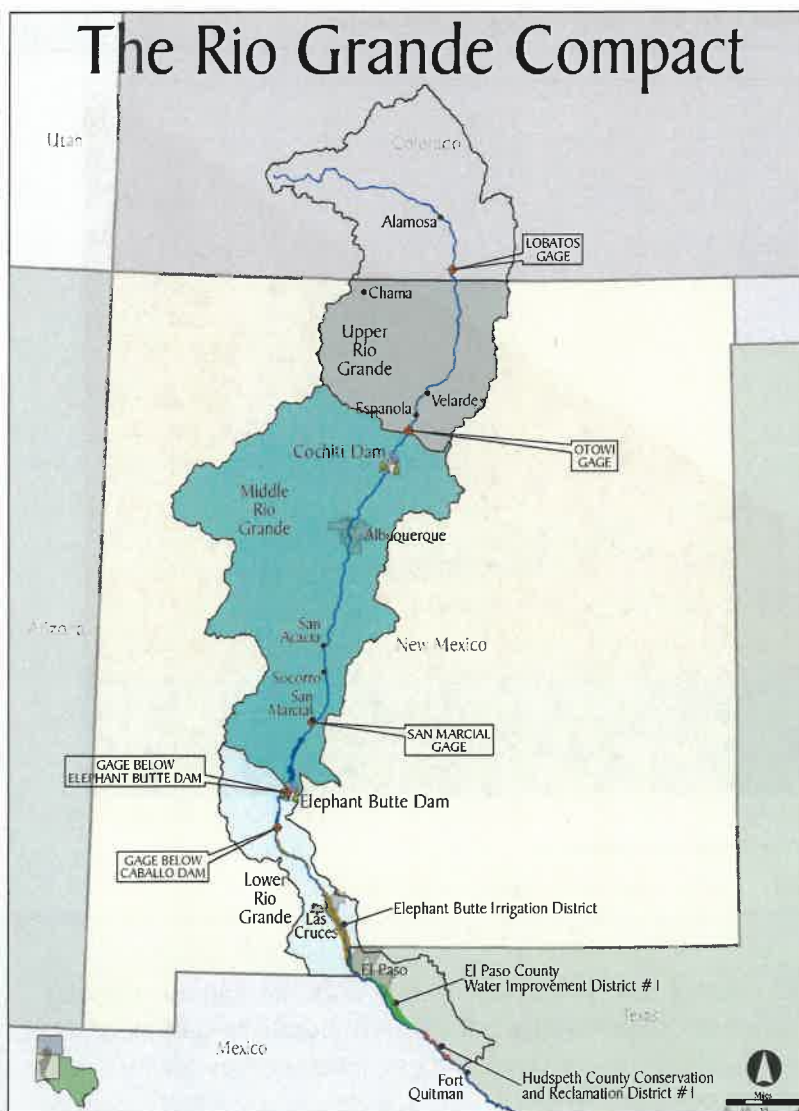 The Rio Grande Compact
Utah
Colorado
Alamosa
LOBATOS
GAGE
Chama
Upper
Rio
Grande
Velarde
Espanola
OTOWI
GAGE
Cochiti Dam
Middle
Rio
Grande
Albuquerque
Arizona
San
Acacia
New Mexico
Socorro
San
Marcial
SAN MARCIAL
GAGE
GAGE BELOW
ELEPHANT BUTTE DAM
Elephant Butte Dam
GAGE BELOW
CABALLO DAM
Lower
Rio
Grande
Las
Cruces
Elephant Butte Irrigation District
El Paso
El Paso County
Water Improvement District #1
Texas
Mexico
Fort
Quitman
Hudspeth County Conservation
and Reclamation District #1
Miles